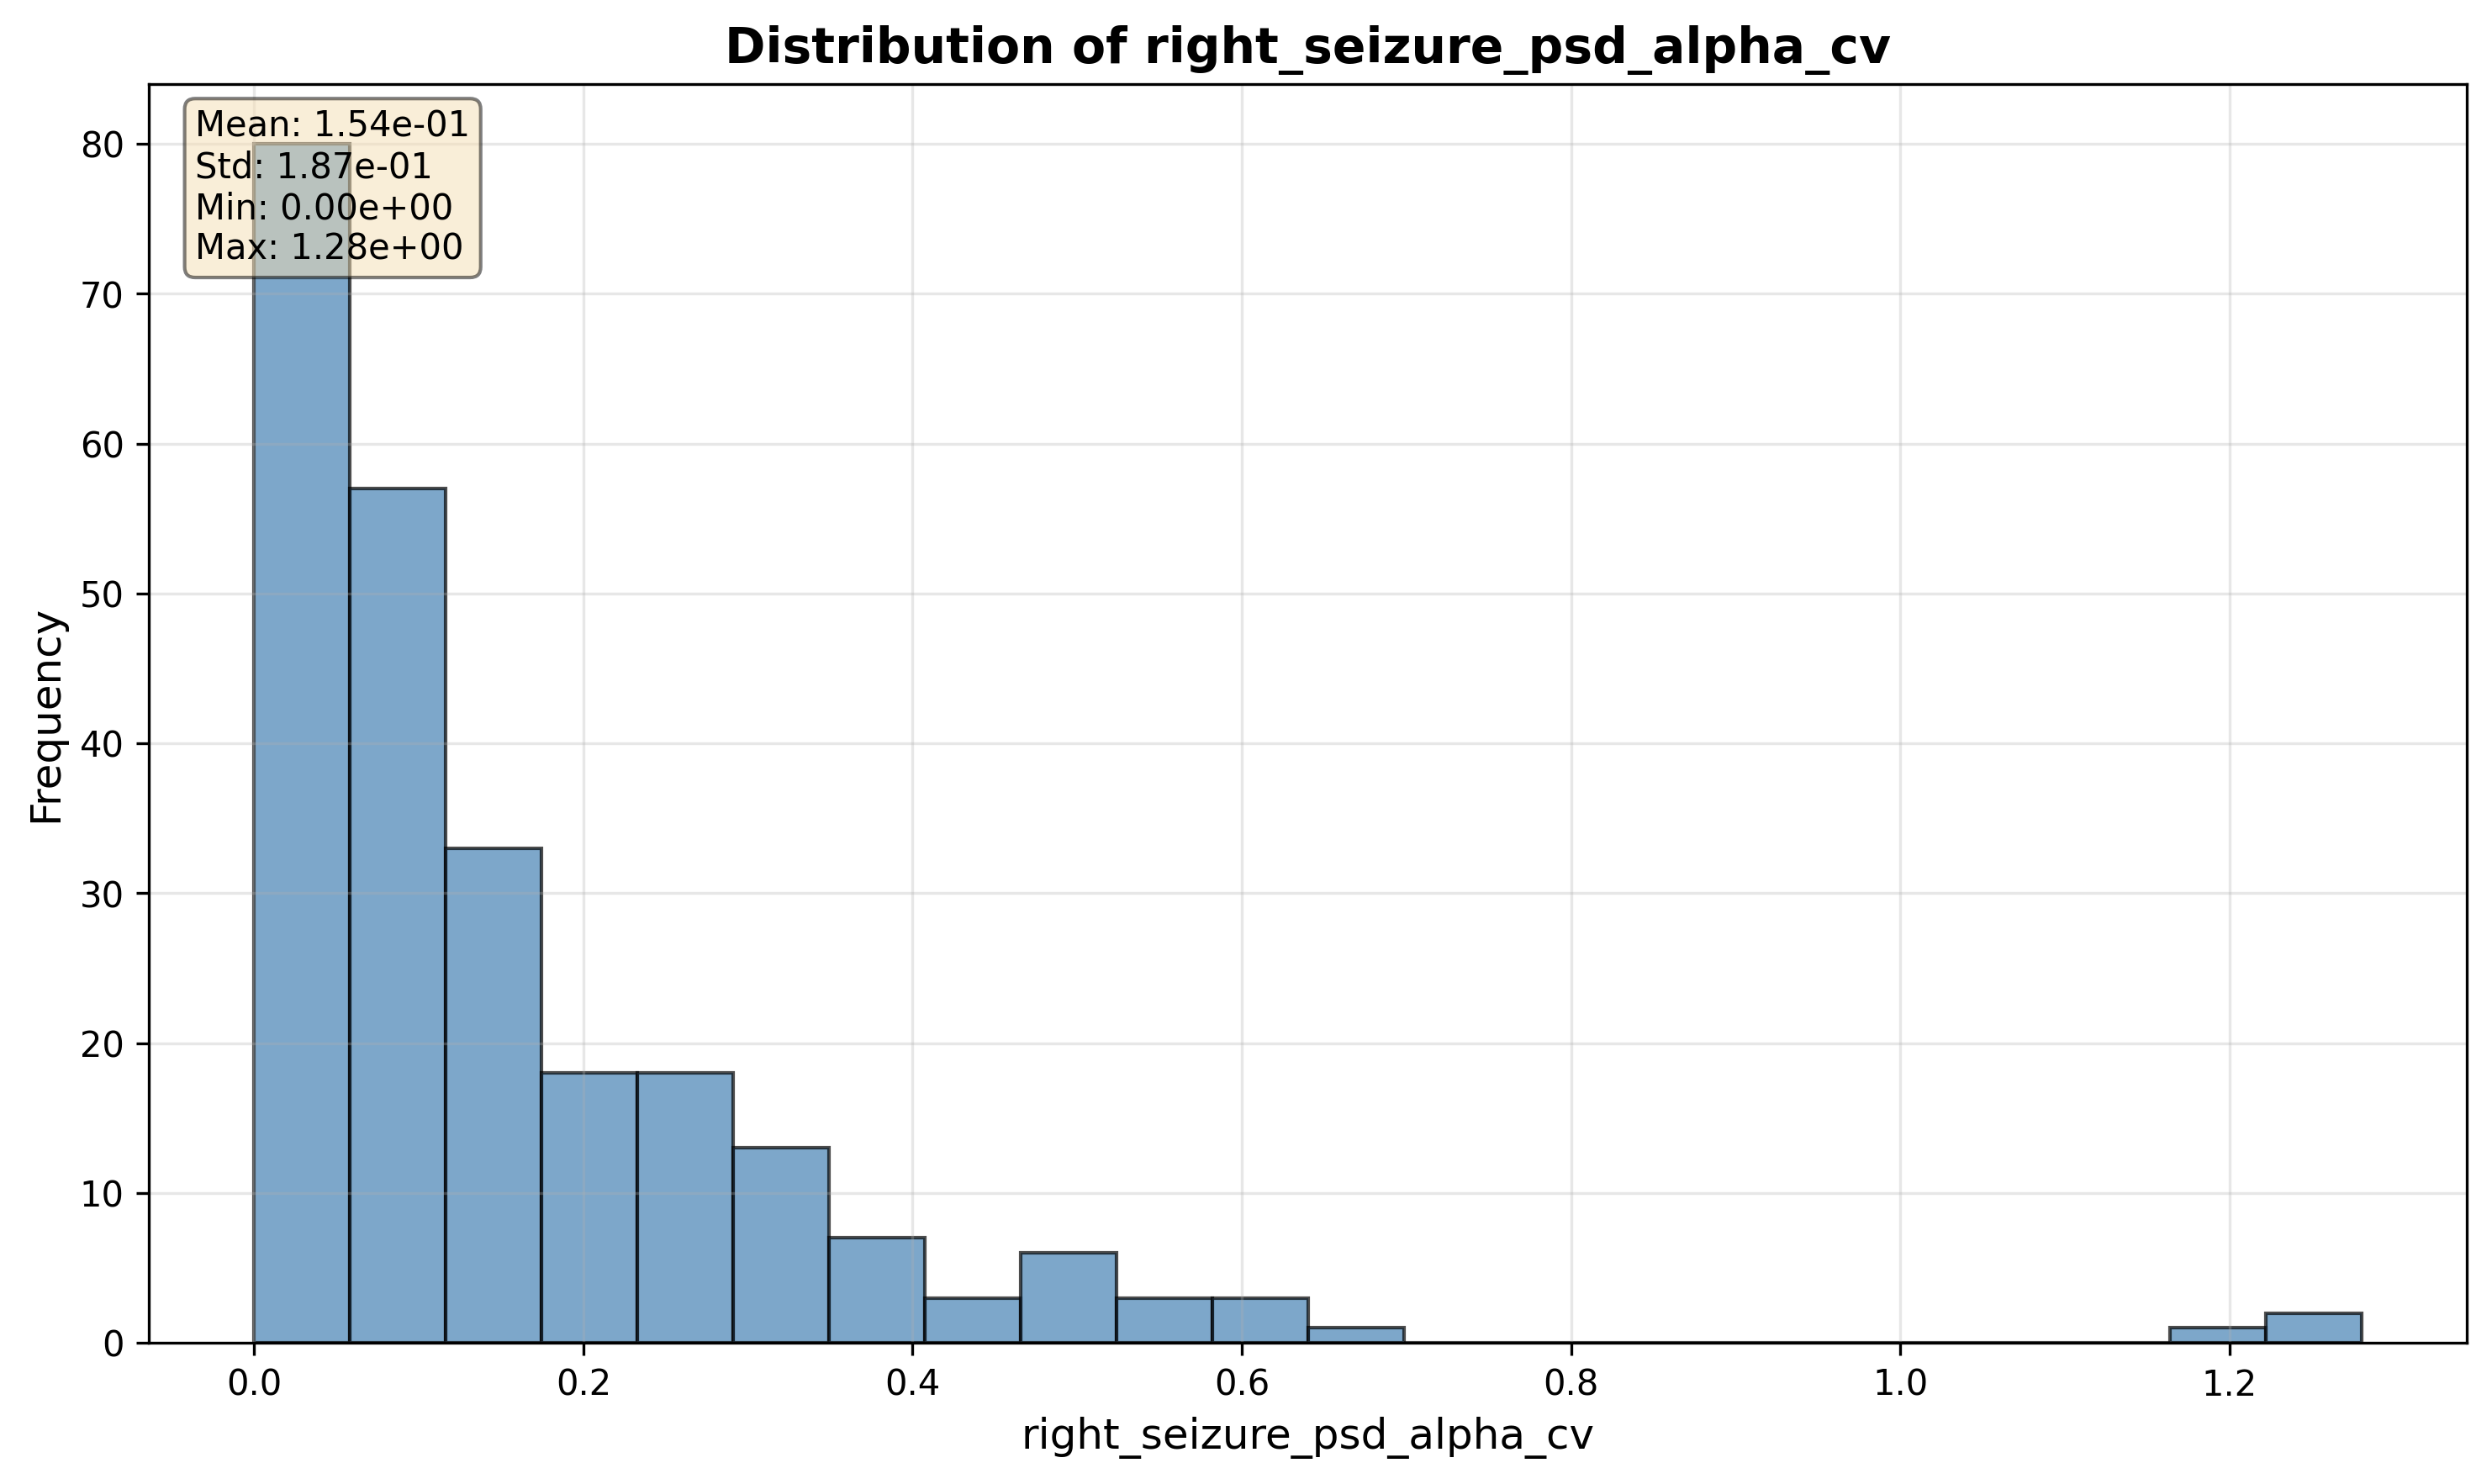 Distribution of right_seizure_psd_alpha_cv
Mean: 1.54e-01
Std: 1.87e-01
Min: 0.00e+00
Max: 1.28e+00
80
70
60
50
40
30
20
10
0
Frequency
0.0 0.2 0.4 0.6 0.8 1.0 1.2
right_seizure_psd_alpha_cv